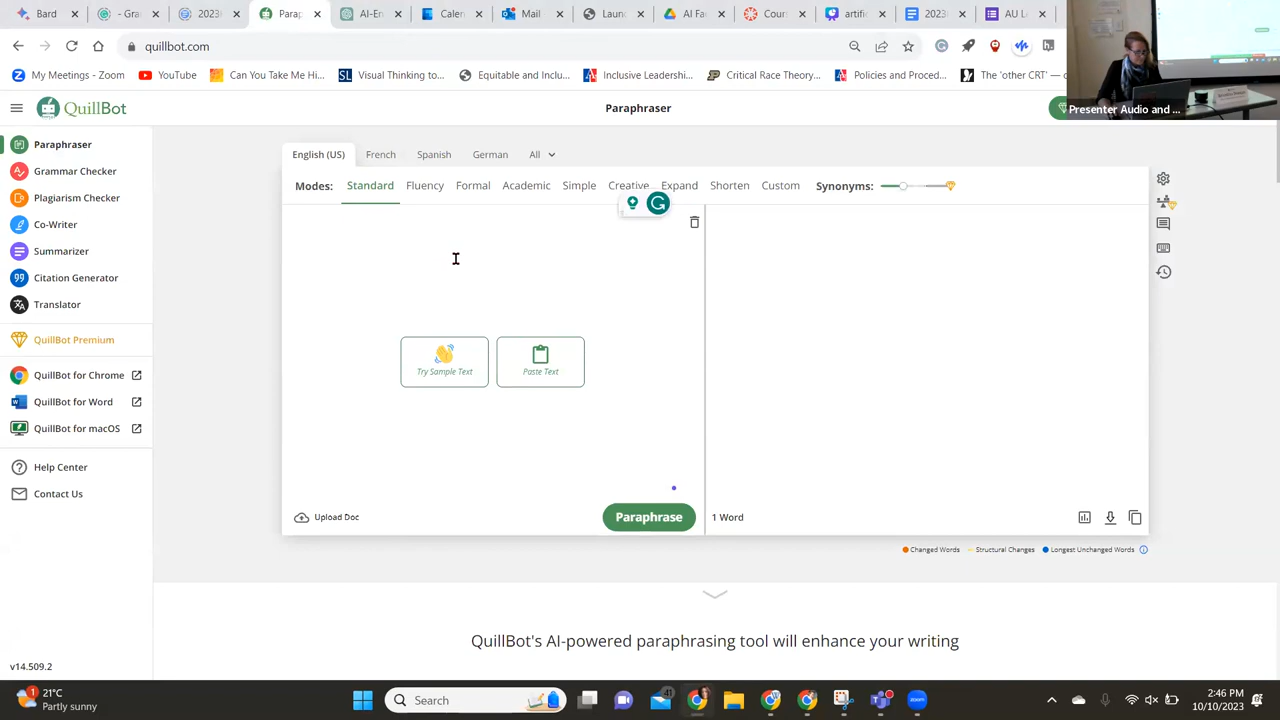 Bard
Gra
2023
Parap
AI-Enh
Calen
Mail
Laun
AI Fac
Cour
artific
2023
AU L
quillbot.com
My Meetings - Zoom
YouTube
Can You Take Me Hi...
Visual Thinking to...
Equitable and Inclu...
Inclusive Leadershi...
Critical Race Theory...
Policies and Proced...
The 'other CRT'
Presenter Audio and ...
QuillBot
Paraphraser
Paraphraser
Grammar Checker
Plagiarism Checker
Co-Writer
Summarizer
Citation Generator
Translator
QuillBot Premium
QuillBot for Chrome
QuillBot for Word
QuillBot for macOS
Help Center
Contact Us
v14.509.2
English (US) French Spanish German All
Modes: Standard Fluency Formal Academic Simple Creative Expand Shorten Custom Synonyms:
Try Sample Text Paste Text
Upload Doc Paraphrase 1 Word
Changed Words Structural Changes Longest Unchanged Words
QuillBot's AI-powered paraphrasing tool will enhance your writing
1
21°C
Partly sunny
Search
41
zoom
2:46 PM
10/10/2023